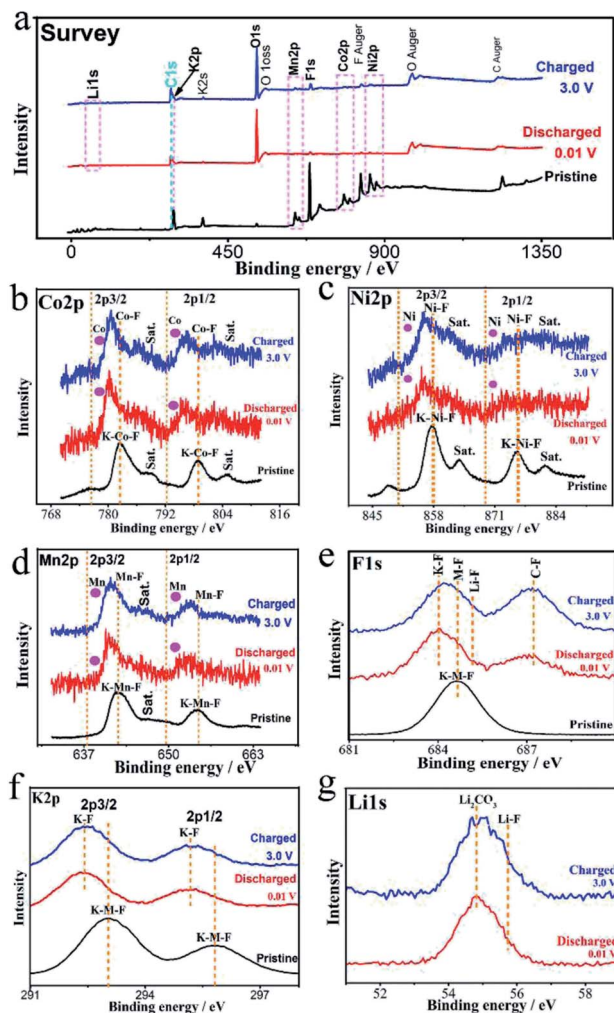 a
Survey
Li1s
C1s
K2p
K2s
O1s
O 1oss
Mn2p
F1s
Co2p
F Auger
Ni2p
O Auger
C Auger
Charged
3.0 V
Discharged
0.01 V
Pristine
Intensity
0 450 900 1350
Binding energy / eV
b
Co2p
2p3/2 2p1/2
Co Co-F Sat. Co Co-F Sat.
Charged
3.0 V
Discharged
0.01 V
K-Co-F Sat. K-Co-F Sat.
Pristine
Intensity
768 780 792 804 816
Binding energy / eV
c
Ni2p
2p3/2 2p1/2
Ni Ni-F Sat. Ni Ni-F Sat.
Charged
3.0 V
Discharged
0.01 V
K-Ni-F Sat. K-Ni-F Sat.
Pristine
Intensity
845 858 871 884
Binding energy / eV
d
Mn2p
2p3/2 2p1/2
Mn Mn-F Sat. Mn Mn-F
Charged
3.0 V
Discharged
0.01 V
K-Mn-F Sat. K-Mn-F
Pristine
Intensity
637 650 663
Binding energy / eV
e
F1s
K-F
M-F
Li-F
C-F
Charged
3.0 V
Discharged
0.01 V
K-M-F
Pristine
Intensity
681 684 687
Binding energy / eV
f
K2p
2p3/2 2p1/2
K-F K-F
Charged
3.0 V
Discharged
0.01 V
K-M-F K-M-F
Pristine
Intensity
291 294 297
Binding energy / eV
g
Li1s
Li₂CO₃
Li-F
Charged
3.0 V
Discharged
0.01 V
Intensity
52 54 56 58
Binding energy / eV